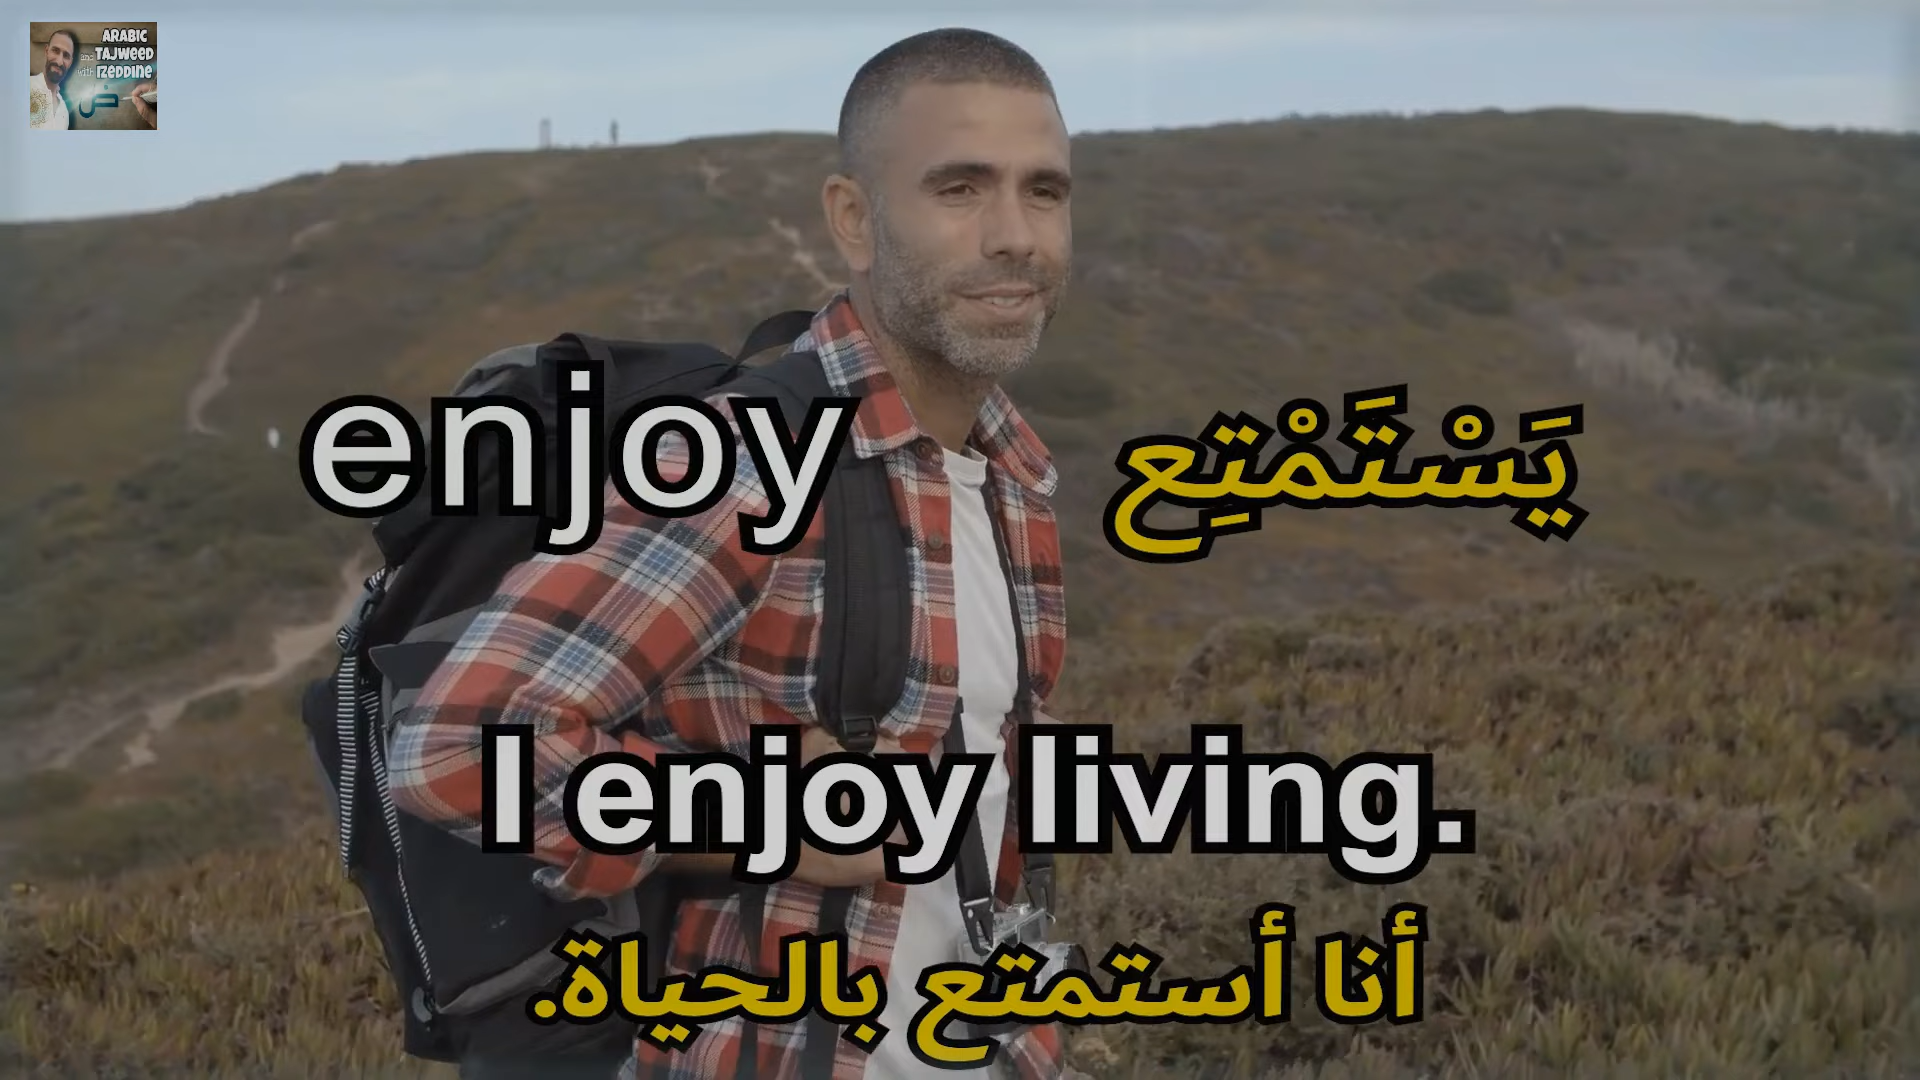 ARABIC
and TAJWEED
with IZEDDINE
ض
enjoy يَسْتَمْتِع
I enjoy living.
أنا أستمتع بالحياة.